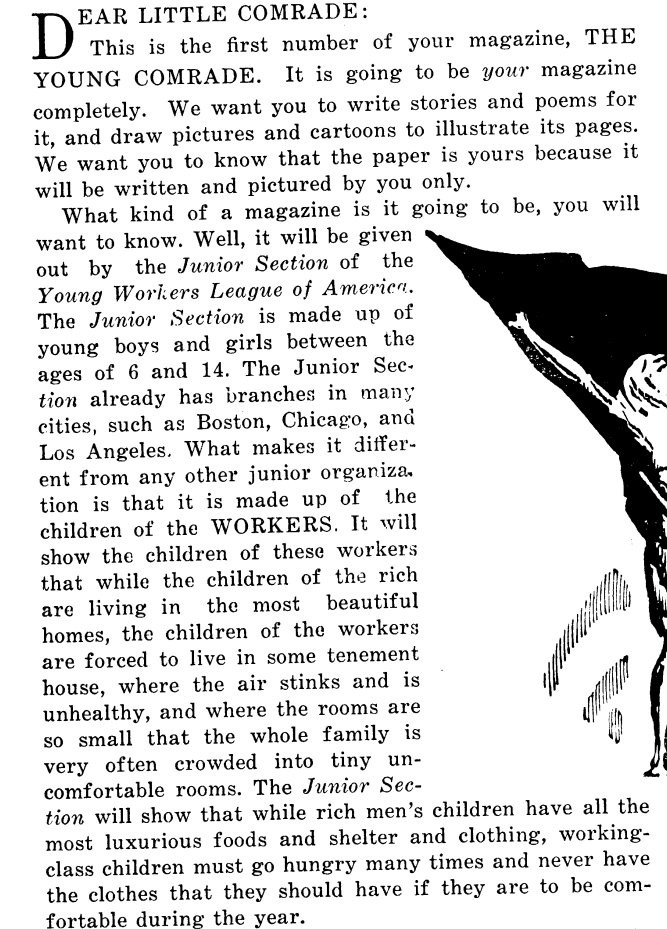 DEAR LITTLE COMRADE:
This is the first number of your magazine, THE
YOUNG COMRADE. It is going to be your magazine
completely. We want you to write stories and poems for
it, and draw pictures and cartoons to illustrate its pages.
We want you to know that the paper is yours because it
will be written and pictured by you only.
What kind of a magazine is it going to be, you will
want to know. Well, it will be given
out by the Junior Section of the
Young Workers League of America.
The Junior Section is made up of
young boys and girls between the
ages of 6 and 14. The Junior Sec-
tion already has branches in many
cities, such as Boston, Chicago, and
Los Angeles. What makes it differ-
ent from any other junior organiza-
tion is that it is made up of the
children of the WORKERS. It will
show the children of these workers
that while the children of the rich
are living in the most beautiful
homes, the children of the workers
are forced to live in some tenement
house, where the air stinks and is
unhealthy, and where the rooms are
so small that the whole family is
very often crowded into tiny un-
comfortable rooms. The Junior Sec-
tion will show that while rich men's children have all the
most luxurious foods and shelter and clothing, working-
class children must go hungry many times and never have
the clothes that they should have if they are to be com-
fortable during the year.